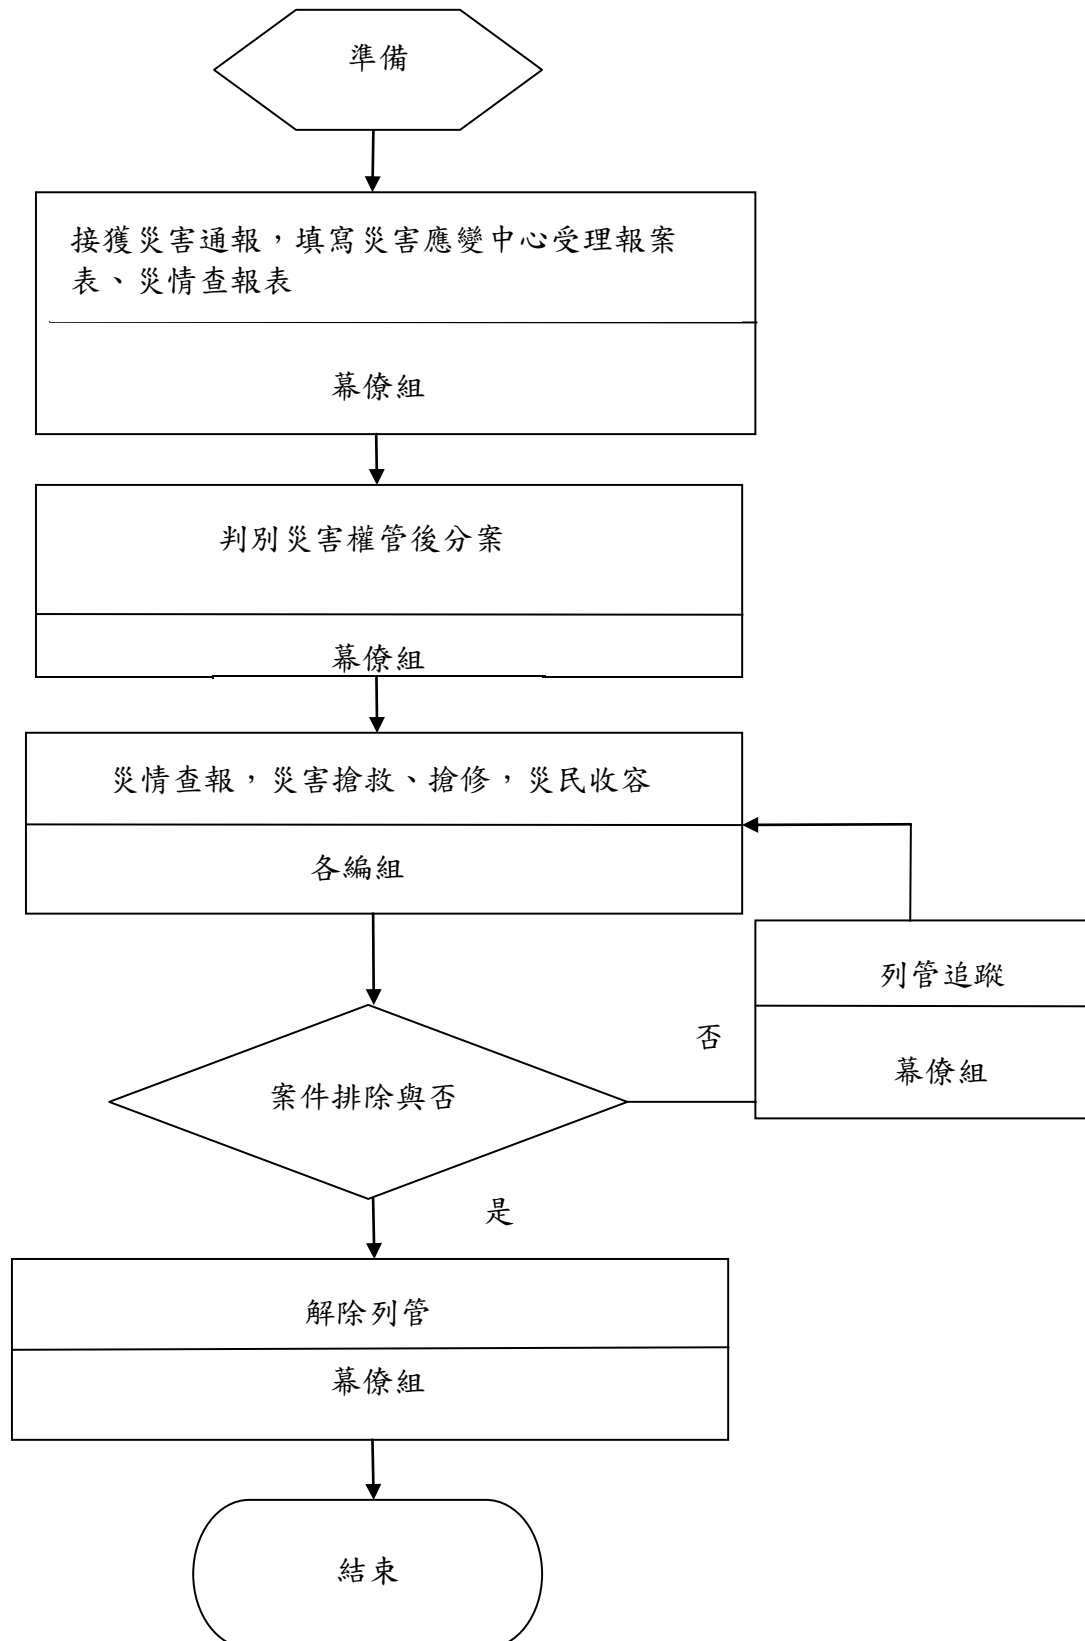 準備
接獲災害通報，填寫災害應變中心受理報案
表、災情查報表
幕僚組
判別災害權管後分案
幕僚組
災情查報，災害搶救、搶修，災民收容
各編組
列管追蹤
幕僚組
否
案件排除與否
是
解除列管
幕僚組
結束